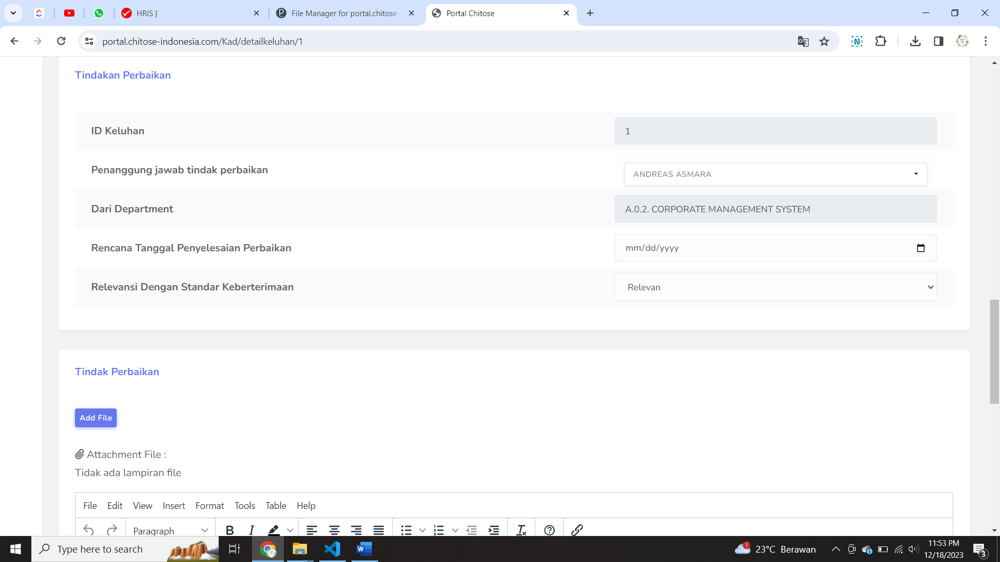 HRIS |
File Manager for portal.chitose-
Portal Chitose
portal.chitose-indonesia.com/Kad/detailkeluhan/1
Tindakan Perbaikan
ID Keluhan
1
Penanggung jawab tindak perbaikan
ANDREAS ASMARA
Dari Department
A.0.2. CORPORATE MANAGEMENT SYSTEM
Rencana Tanggal Penyelesaian Perbaikan
mm/dd/yyyy
Relevansi Dengan Standar Keberterimaan
Relevan
Tindak Perbaikan
Add File
Attachment File :
Tidak ada lampiran file
File Edit View Insert Format Tools Table Help
Paragraph
B I
Type here to search
1
23°C Berawan
11:53 PM
12/18/2023
3